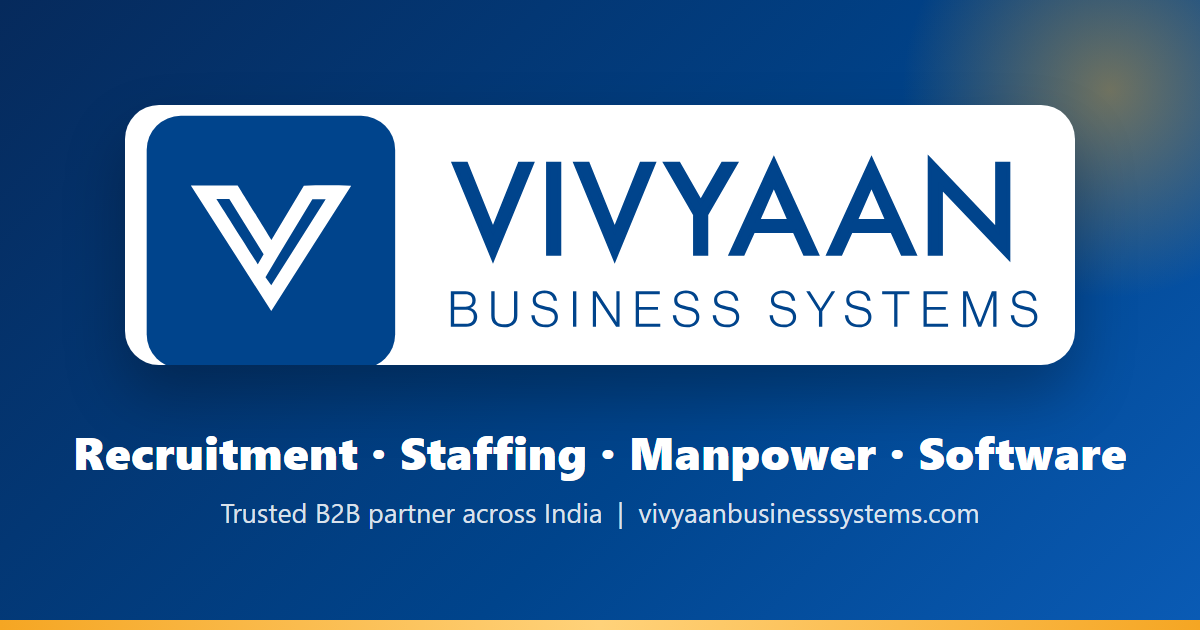 VIVYAAN
BUSINESS SYSTEMS
Recruitment · Staffing · Manpower · Software
Trusted B2B partner across India | vivyaanbusinesssystems.com